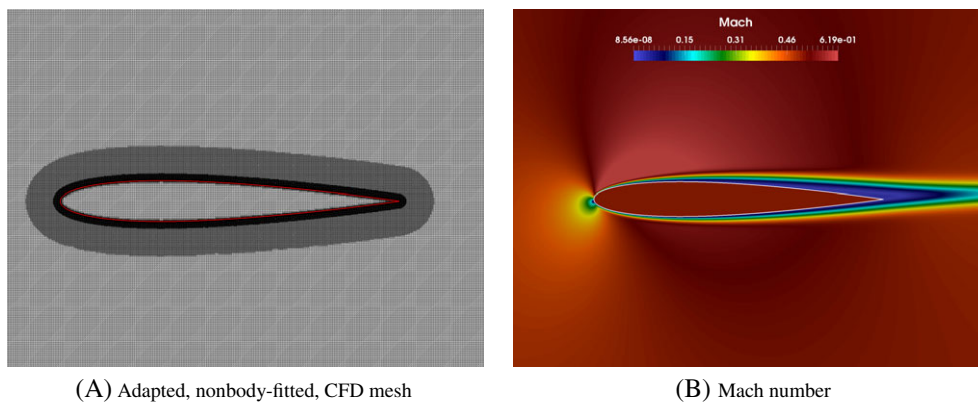 Mach
8.56e-08 0.15 0.31 0.46 6.19e-01
(A) Adapted, nonbody-fitted, CFD mesh
(B) Mach number